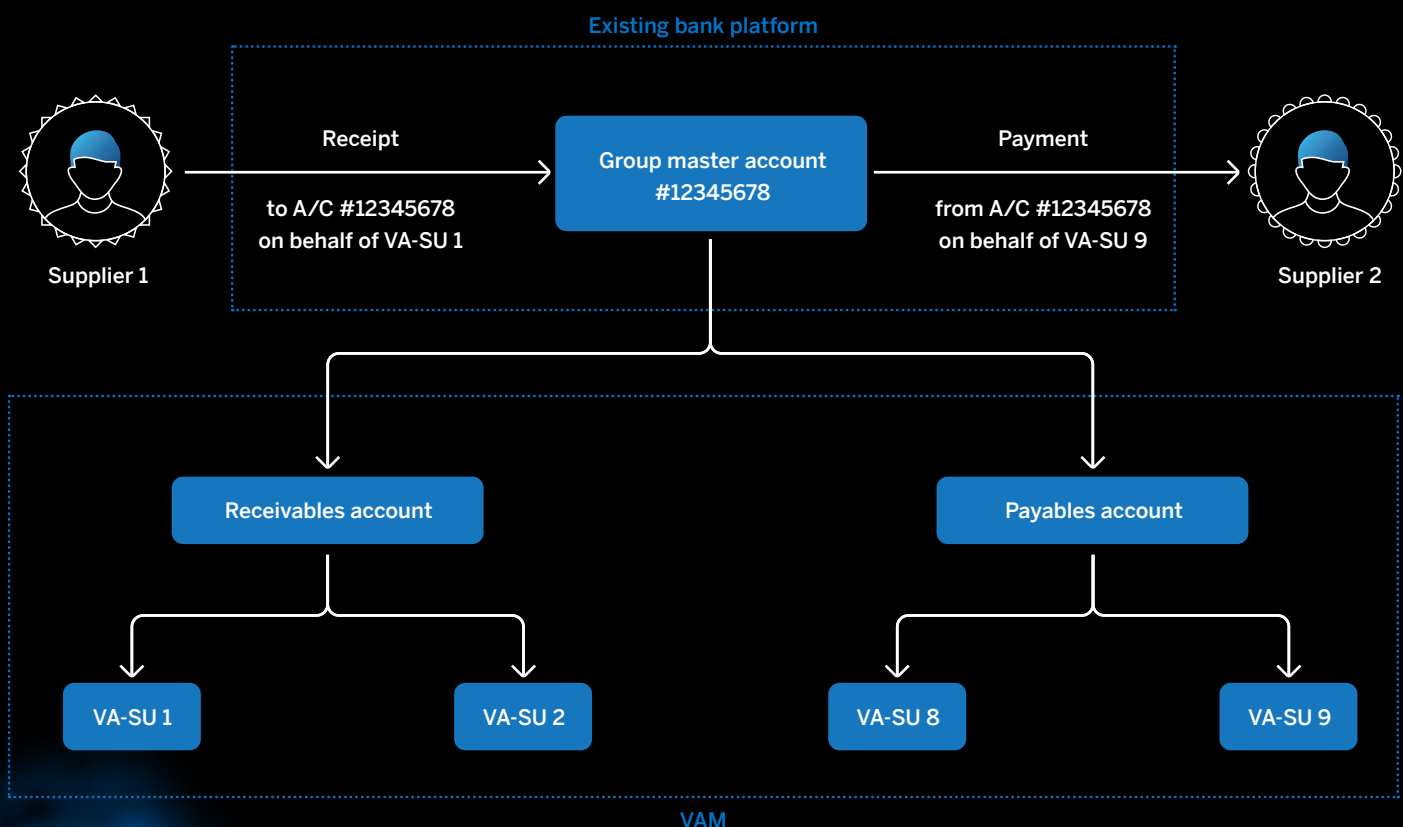 Existing bank platform
Receipt
to A/C #12345678
on behalf of VA-SU 1
Group master account
#12345678
Payment
from A/C #12345678
on behalf of VA-SU 9
Supplier 1
Supplier 2
Receivables account
Payables account
VA-SU 1
VA-SU 2
VA-SU 8
VA-SU 9
VAM